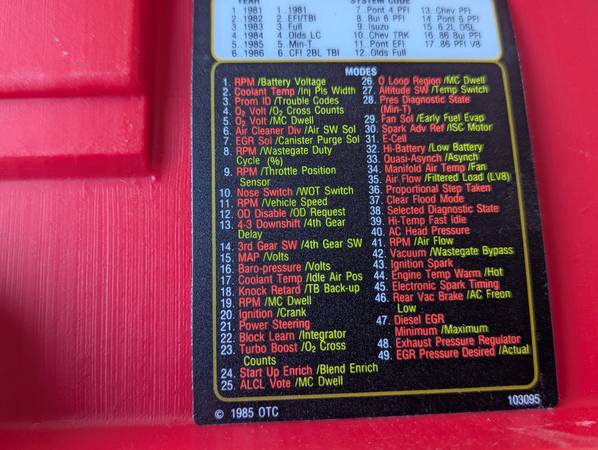 YEAR SYSTEM CODE
1. 1981 1. 1981 7. Pont 4 PFI 13. Chev PFI
2. 1982 2. EFI/TBI 8. Bui 6 PFI 14. Pont 6 PFI
3. 1983 3. Full 9. Isuzu 15. 6.2L DSL
4. 1984 4. Olds LC 10. Chev TRK 16. 86 Bui PFI
5. 1985 5. Min-T 11. Pont EFI 17. 86 PFI V8
6. 1986 6. CFI 2BL TBI 12. Olds Full
MODES
1. RPM /Battery Voltage
2. Coolant Temp /Inj Pls Width
3. Prom ID /Trouble Codes
4. O₂ Volt /O₂ Cross Counts
5. O₂ Volt /MC Dwell
6. Air Cleaner Div /Air SW Sol
7. EGR Sol /Canister Purge Sol
8. RPM /Wastegate Duty
Cycle (%)
9. RPM /Throttle Position
Sensor
10. Nose Switch /WOT Switch
11. RPM /Vehicle Speed
12. OD Disable /OD Request
13. 4-3 Downshift /4th Gear
Delay
14. 3rd Gear SW /4th Gear SW
15. MAP /Volts
16. Baro-pressure /Volts
17. Coolant Temp /Idle Air Pos
18. Knock Retard /TB Back-up
19. RPM /MC Dwell
20. Ignition /Crank
21. Power Steering
22. Block Learn /Integrator
23. Turbo Boost /O₂ Cross
Counts
24. Start Up Enrich /Blend Enrich
25. ALCL Vote /MC Dwell
26. O Loop Region /MC Dwell
27. Altitude SW /Temp Switch
28. Pres Diagnostic State
(Min-T)
29. Fan Sol /Early Fuel Evap
30. Spark Adv Ref /ISC Motor
31. E-Cell
32. Hi-Battery /Low Battery
33. Quasi-Asynch /Asynch
34. Manifold Air Temp /Fan
35. Air Flow /Filtered Load (LV8)
36. Proportional Step Taken
37. Clear Flood Mode
38. Selected Diagnostic State
39. Hi-Temp Fast Idle
40. AC Head Pressure
41. RPM /Air Flow
42. Vacuum /Wastegate Bypass
43. Ignition Spark
44. Engine Temp Warm /Hot
45. Electronic Spark Timing
46. Rear Vac Brake /AC Freon
Low
47. Diesel EGR
Minimum /Maximum
48. Exhaust Pressure Regulator
49. EGR Pressure Desired /Actual
© 1985 OTC 103095